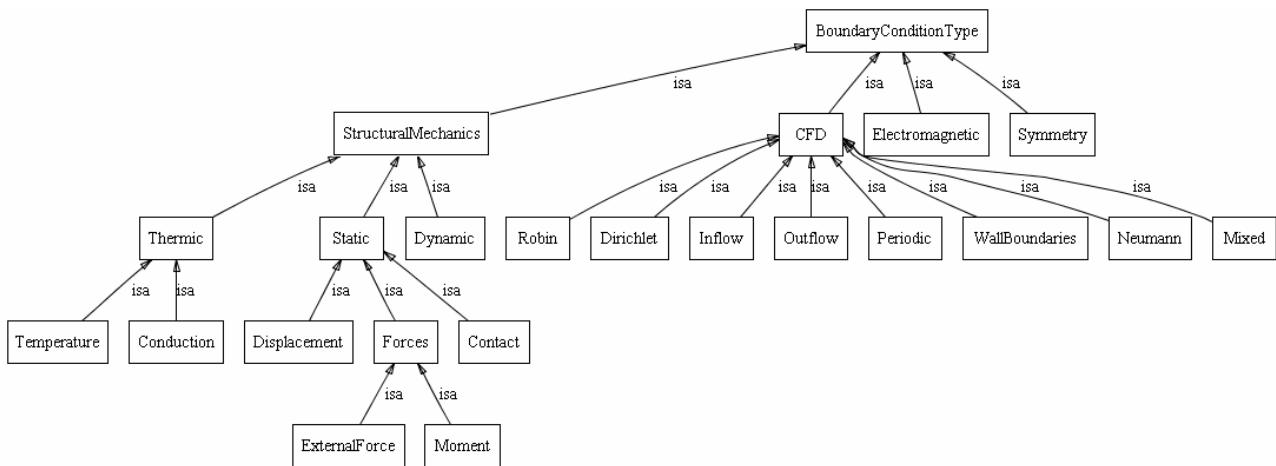 BoundaryConditionType
isa
isa
isa
isa
StructuralMechanics
CFD
Electromagnetic
Symmetry
isa
isa
isa
isa
isa
isa
isa
isa
isa
isa
isa
Thermic
Static
Dynamic
Robin
Dirichlet
Inflow
Outflow
Periodic
WallBoundaries
Neumann
Mixed
isa
isa
isa
isa
isa
Temperature
Conduction
Displacement
Forces
Contact
isa
isa
ExternalForce
Moment